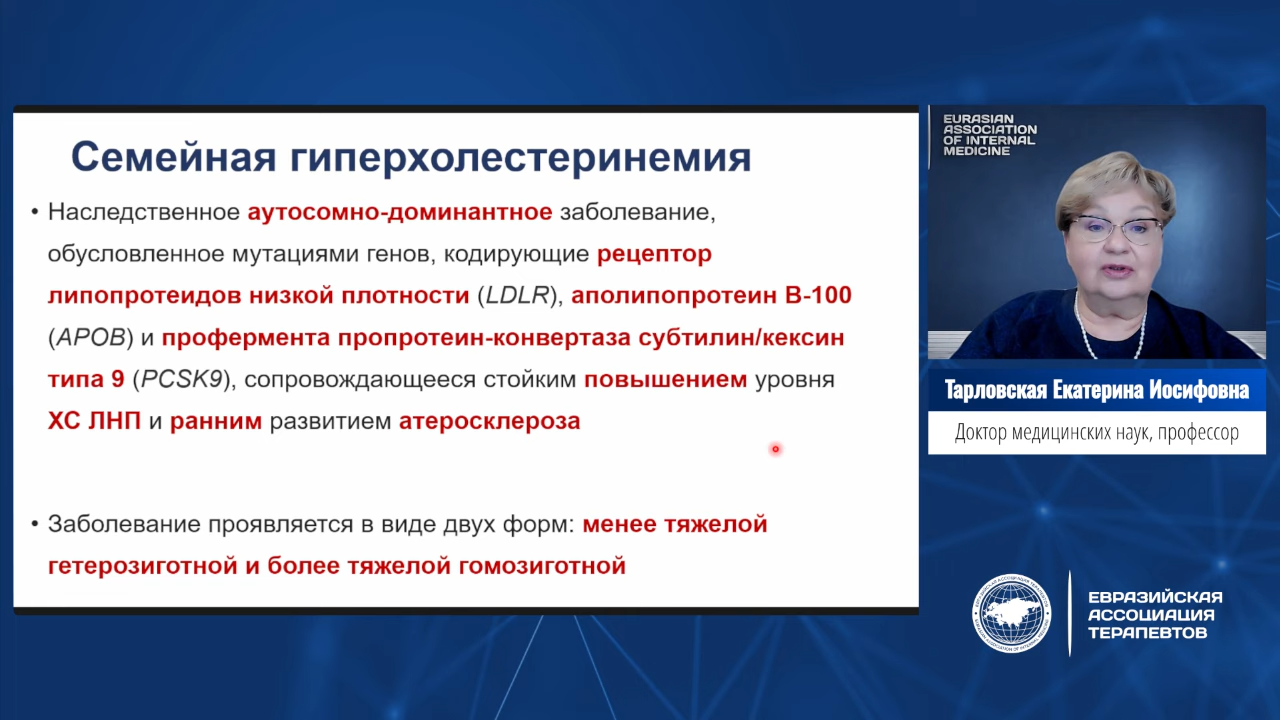 Семейная гиперхолестеринемия
• Наследственное аутосомно-доминантное заболевание,
обусловленное мутациями генов, кодирующие рецептор
липопротеидов низкой плотности (LDLR), аполипопротеин B-100
(APOB) и профермента пропротеин-конвертаза субтилин/кексин
типа 9 (PCSK9), сопровождающееся стойким повышением уровня
ХС ЛНП и ранним развитием атеросклероза
• Заболевание проявляется в виде двух форм: менее тяжелой
гетерозиготной и более тяжелой гомозиготной
EURASIAN
ASSOCIATION
OF INTERNAL
MEDICINE
Тарловская Екатерина Иосифовна
Доктор медицинских наук, профессор
ЕВРАЗИЙСКАЯ
АССОЦИАЦИЯ
ТЕРАПЕВТОВ